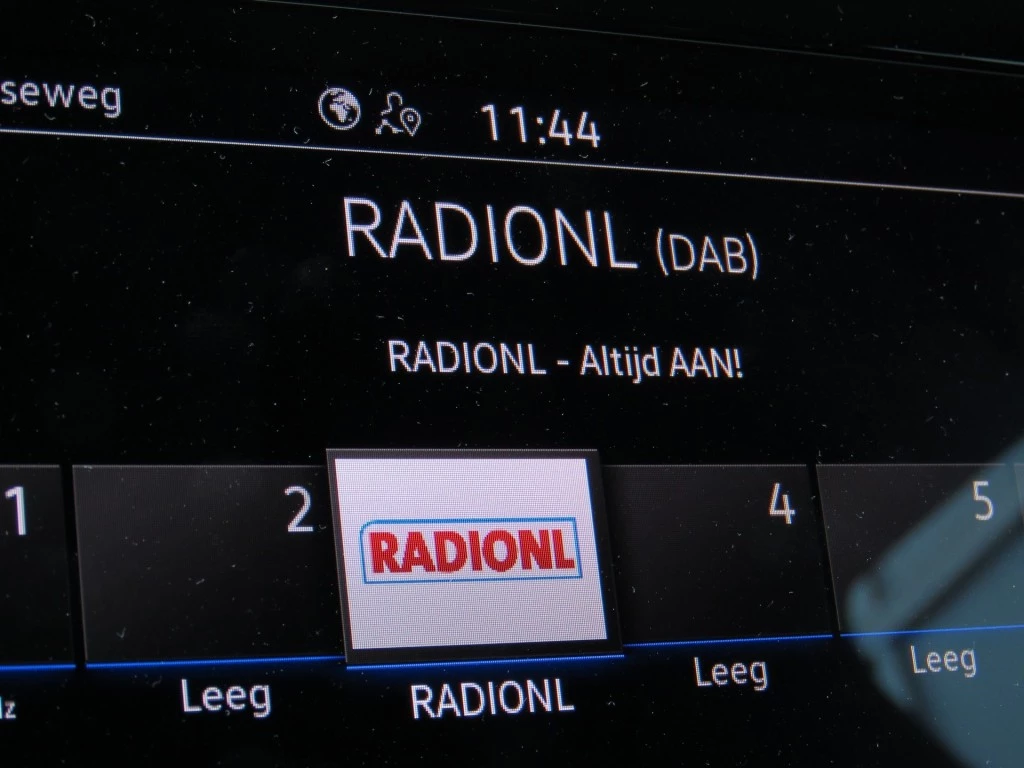 seweg 11:44
RADIONL (DAB)
RADIONL - Altijd AAN!
1 2 RADIONL 4 5
Leeg RADIONL Leeg Leeg